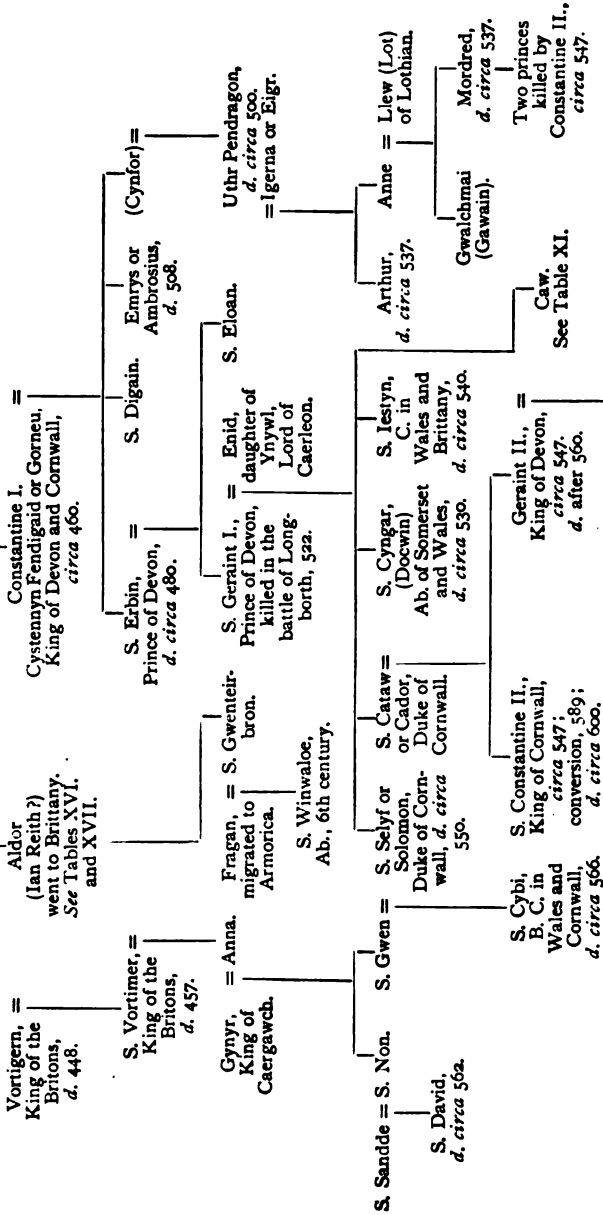 Vortigern, =
King of the
Britons,
d. 448.
Aldor
(Ian Reith?)
went to Brittany.
See Tables XVI.
and XVII.
Constantine I. =
Cystennyn Fendigaid or Gorneu,
King of Devon and Cornwall,
circa 460.
S. Vortimer, =
King of the
Britons,
d. 457.
S. Erbin, =
Prince of Devon,
d. circa 480.
S. Digain.
Emrys or
Ambrosius,
d. 508.
(Cynfor) =
Gynyr, = Anna.
King of
Caergawch.
Fragan, = S. Gwenteir-
migrated to bron.
Armorica.
S. Winwaloe,
Ab., 6th century.
S. Geraint I., = Enid,
Prince of Devon, daughter of
killed in the Ynywl,
battle of Long- Lord of
borth, 522. Caerleon.
S. Eloan.
Uthr Pendragon,
d. circa 500.
= Igerna or Eigr.
S. Sandde = S. Non.
S. Gwen =
S. Selyf or
Solomon,
Duke of Corn-
wall, d. circa
550.
S. Cataw =
or Cador,
Duke of
Cornwall.
S. Cyngar,
(Docwin)
Ab. of Somerset
and Wales,
d. circa 530.
S. Iestyn,
C. in
Wales and
Brittany,
d. circa 540.
Caw.
See Table XI.
Arthur,
d. circa 537.
Anne = Llew (Lot)
of Lothian.
S. David,
d. circa 562.
S. Cybi,
B. C. in
Wales and
Cornwall,
d. circa 566.
S. Constantine II.,
King of Cornwall,
circa 547;
conversion, 589;
d. circa 600.
Geraint II., =
King of Devon,
circa 547.
d. after 560.
Gwalchmai
(Gawain).
Mordred,
d. circa 537.
Two princes
killed by
Constantine II.,
circa 547.